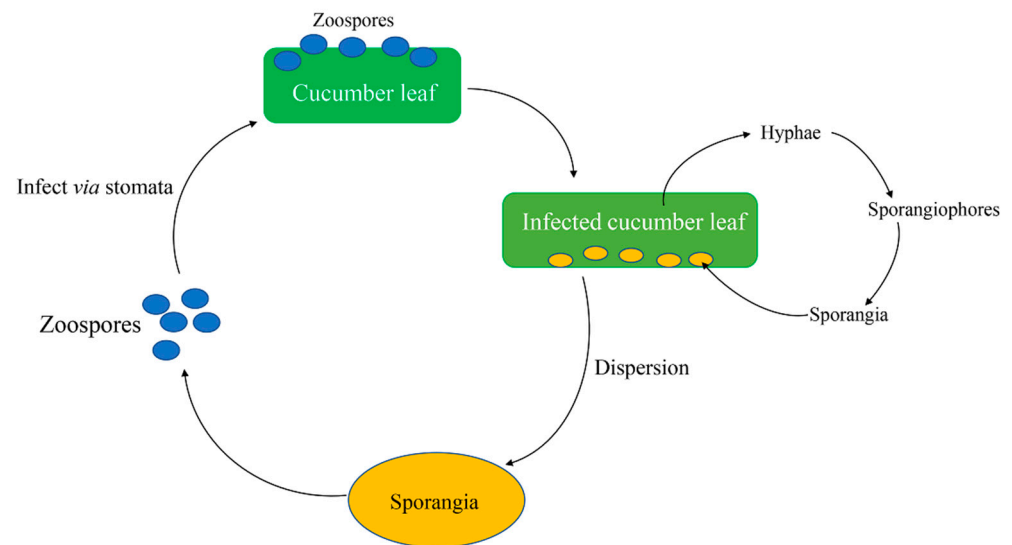 Zoospores
Cucumber leaf
Hyphae
Infect via stomata
Sporangiophores
Infected cucumber leaf
Sporangia
Zoospores
Dispersion
Sporangia